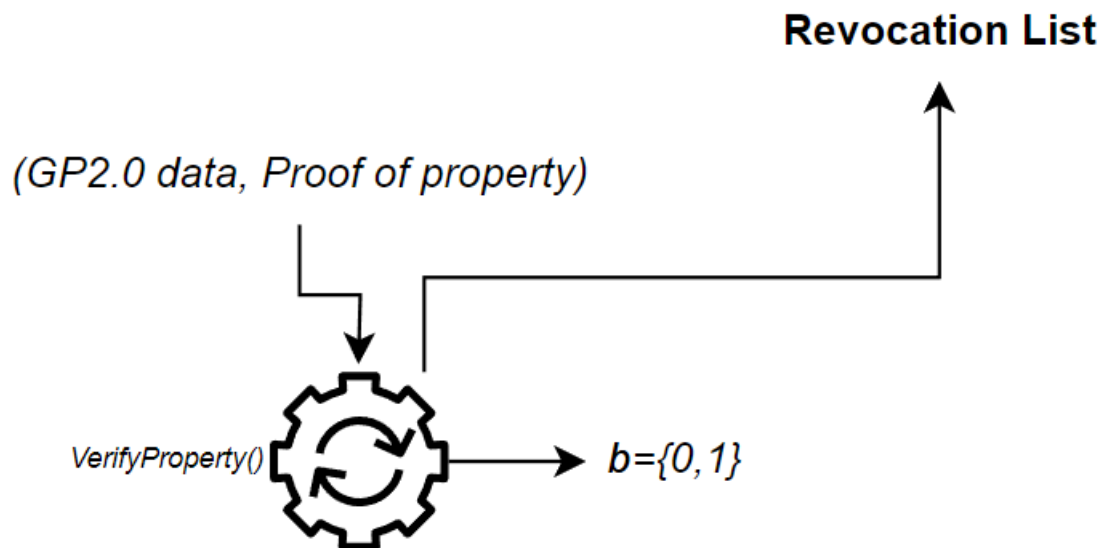 Revocation List
(GP2.0 data, Proof of property)
VerifyProperty()
b={0,1}